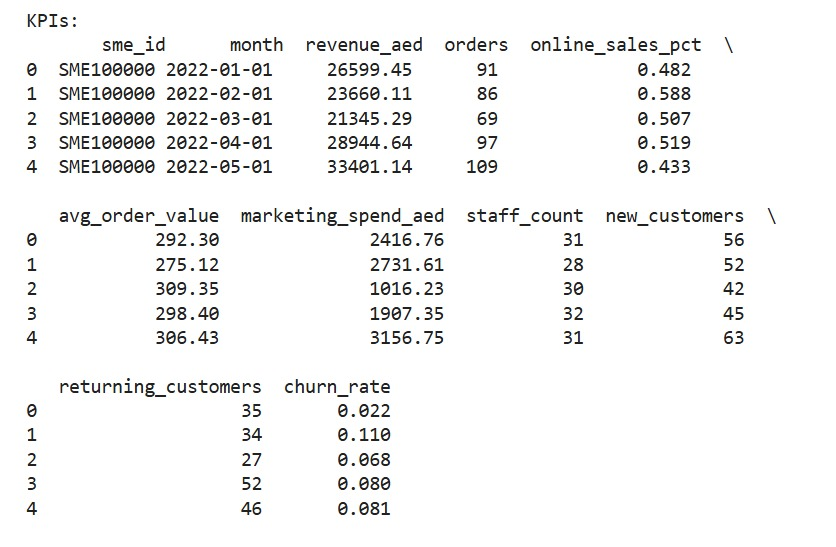 KPIs:
sme_id month revenue_aed orders online_sales_pct \
0 SME100000 2022-01-01 26599.45 91 0.482
1 SME100000 2022-02-01 23660.11 86 0.588
2 SME100000 2022-03-01 21345.29 69 0.507
3 SME100000 2022-04-01 28944.64 97 0.519
4 SME100000 2022-05-01 33401.14 109 0.433
avg_order_value marketing_spend_aed staff_count new_customers \
0 292.30 2416.76 31 56
1 275.12 2731.61 28 52
2 309.35 1016.23 30 42
3 298.40 1907.35 32 45
4 306.43 3156.75 31 63
returning_customers churn_rate
0 35 0.022
1 34 0.110
2 27 0.068
3 52 0.080
4 46 0.081